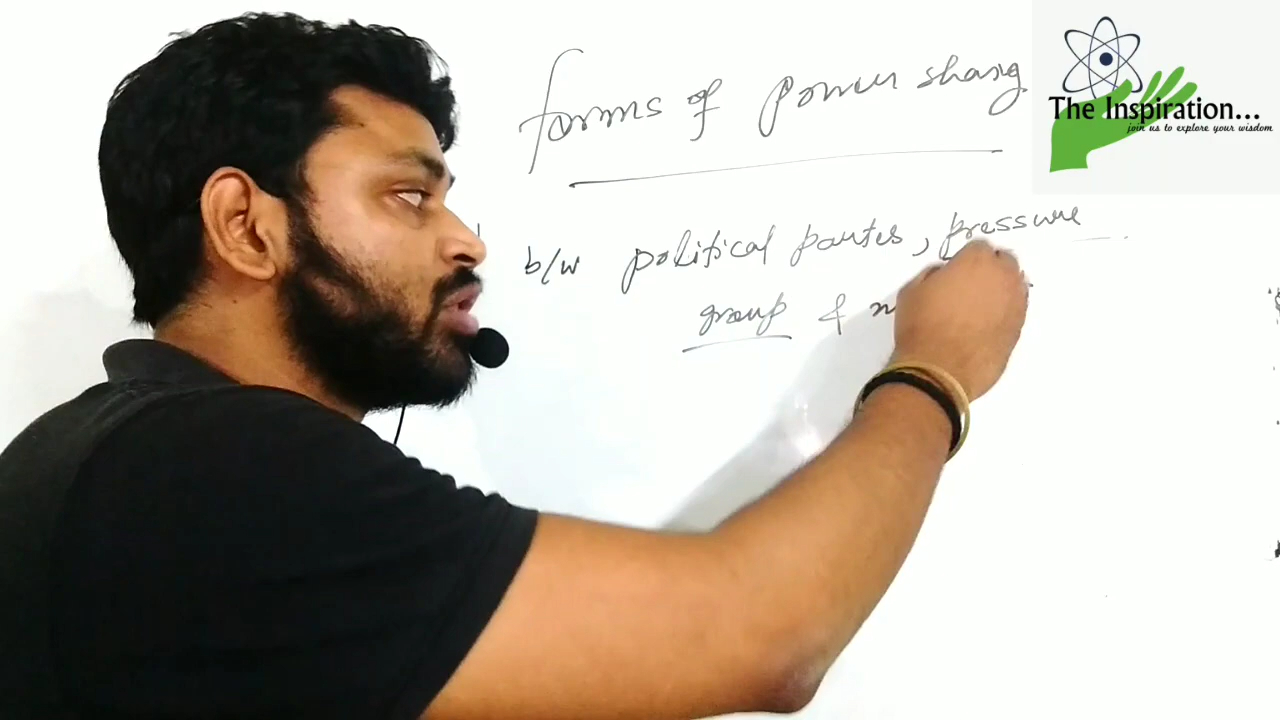 forms of power sharing
b/w political parties, pressure
group &
The Inspiration...
join us to explore your wisdom